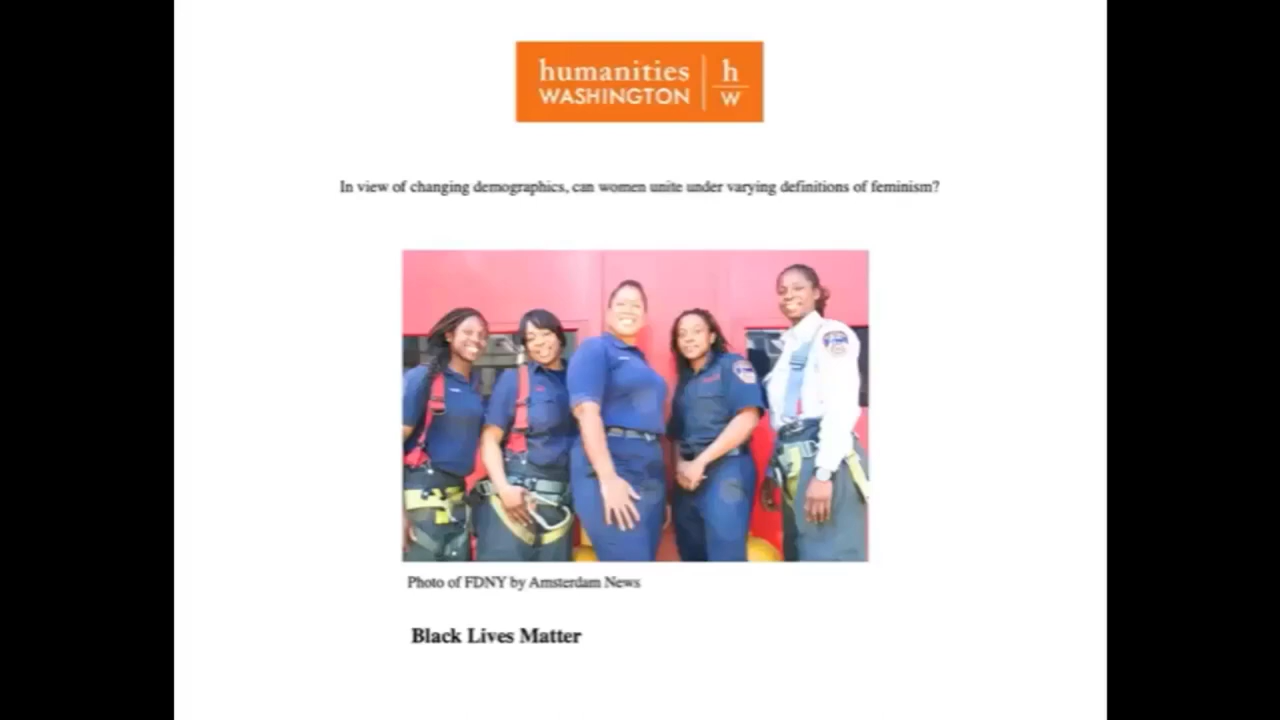 humanities
WASHINGTON
h
W
In view of changing demographics, can women unite under varying definitions of feminism?
Photo of FDNY by Amsterdam News
Black Lives Matter